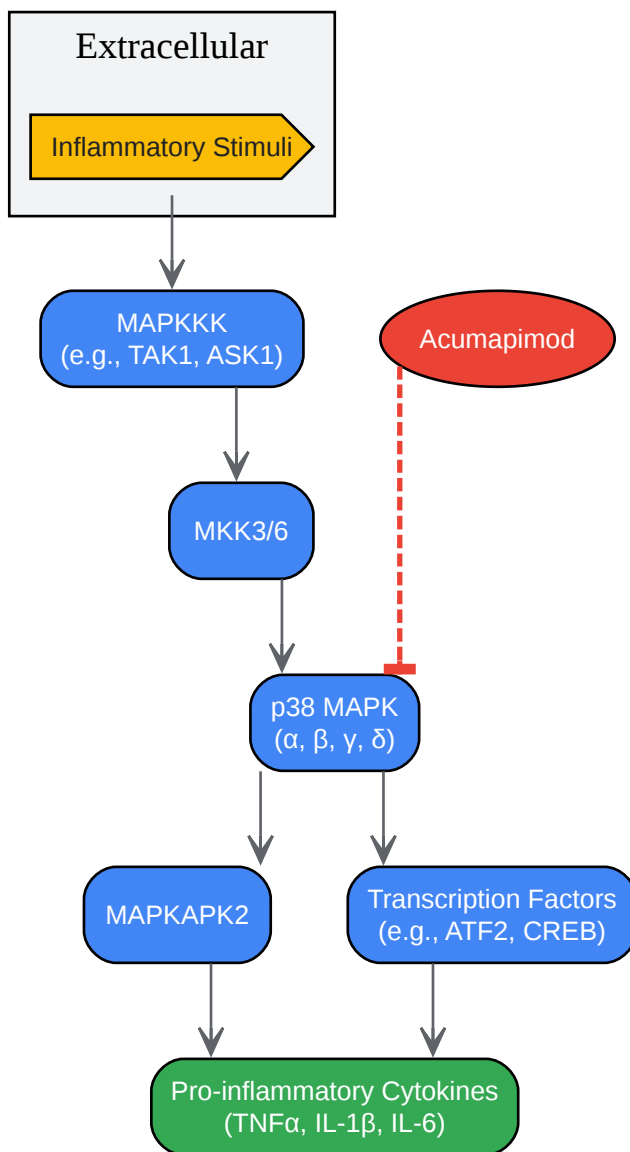 Extracellular
Inflammatory Stimuli
MAPKKK
(e.g., TAK1, ASK1)
Acumapimod
MKK3/6
p38 MAPK
(α, β, γ, δ)
MAPKAPK2
Transcription Factors
(e.g., ATF2, CREB)
Pro-inflammatory Cytokines
(TNFα, IL-1β, IL-6)